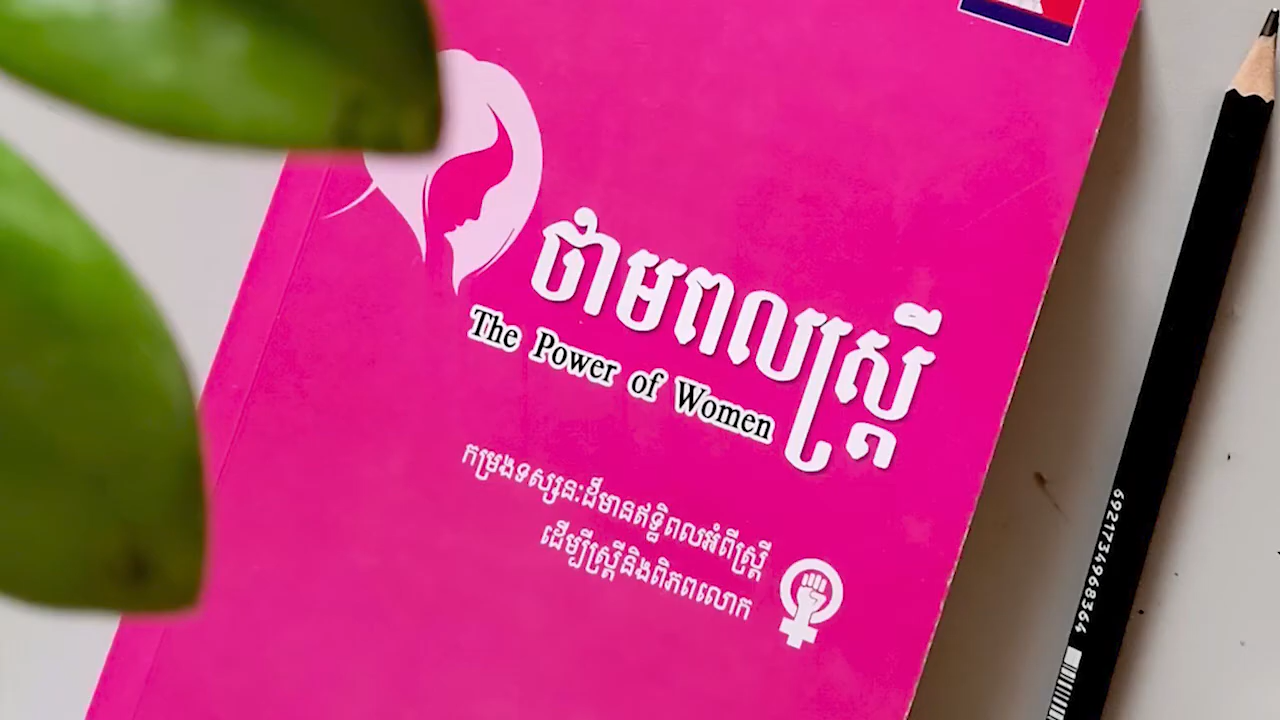 ថាមពលស្ត្រី
The Power of Women
កម្រងទស្សនៈដ៏មានឥទ្ធិពលអំពីស្ត្រី
ដើម្បីស្ត្រីនិងពិភពលោក
6921734968364